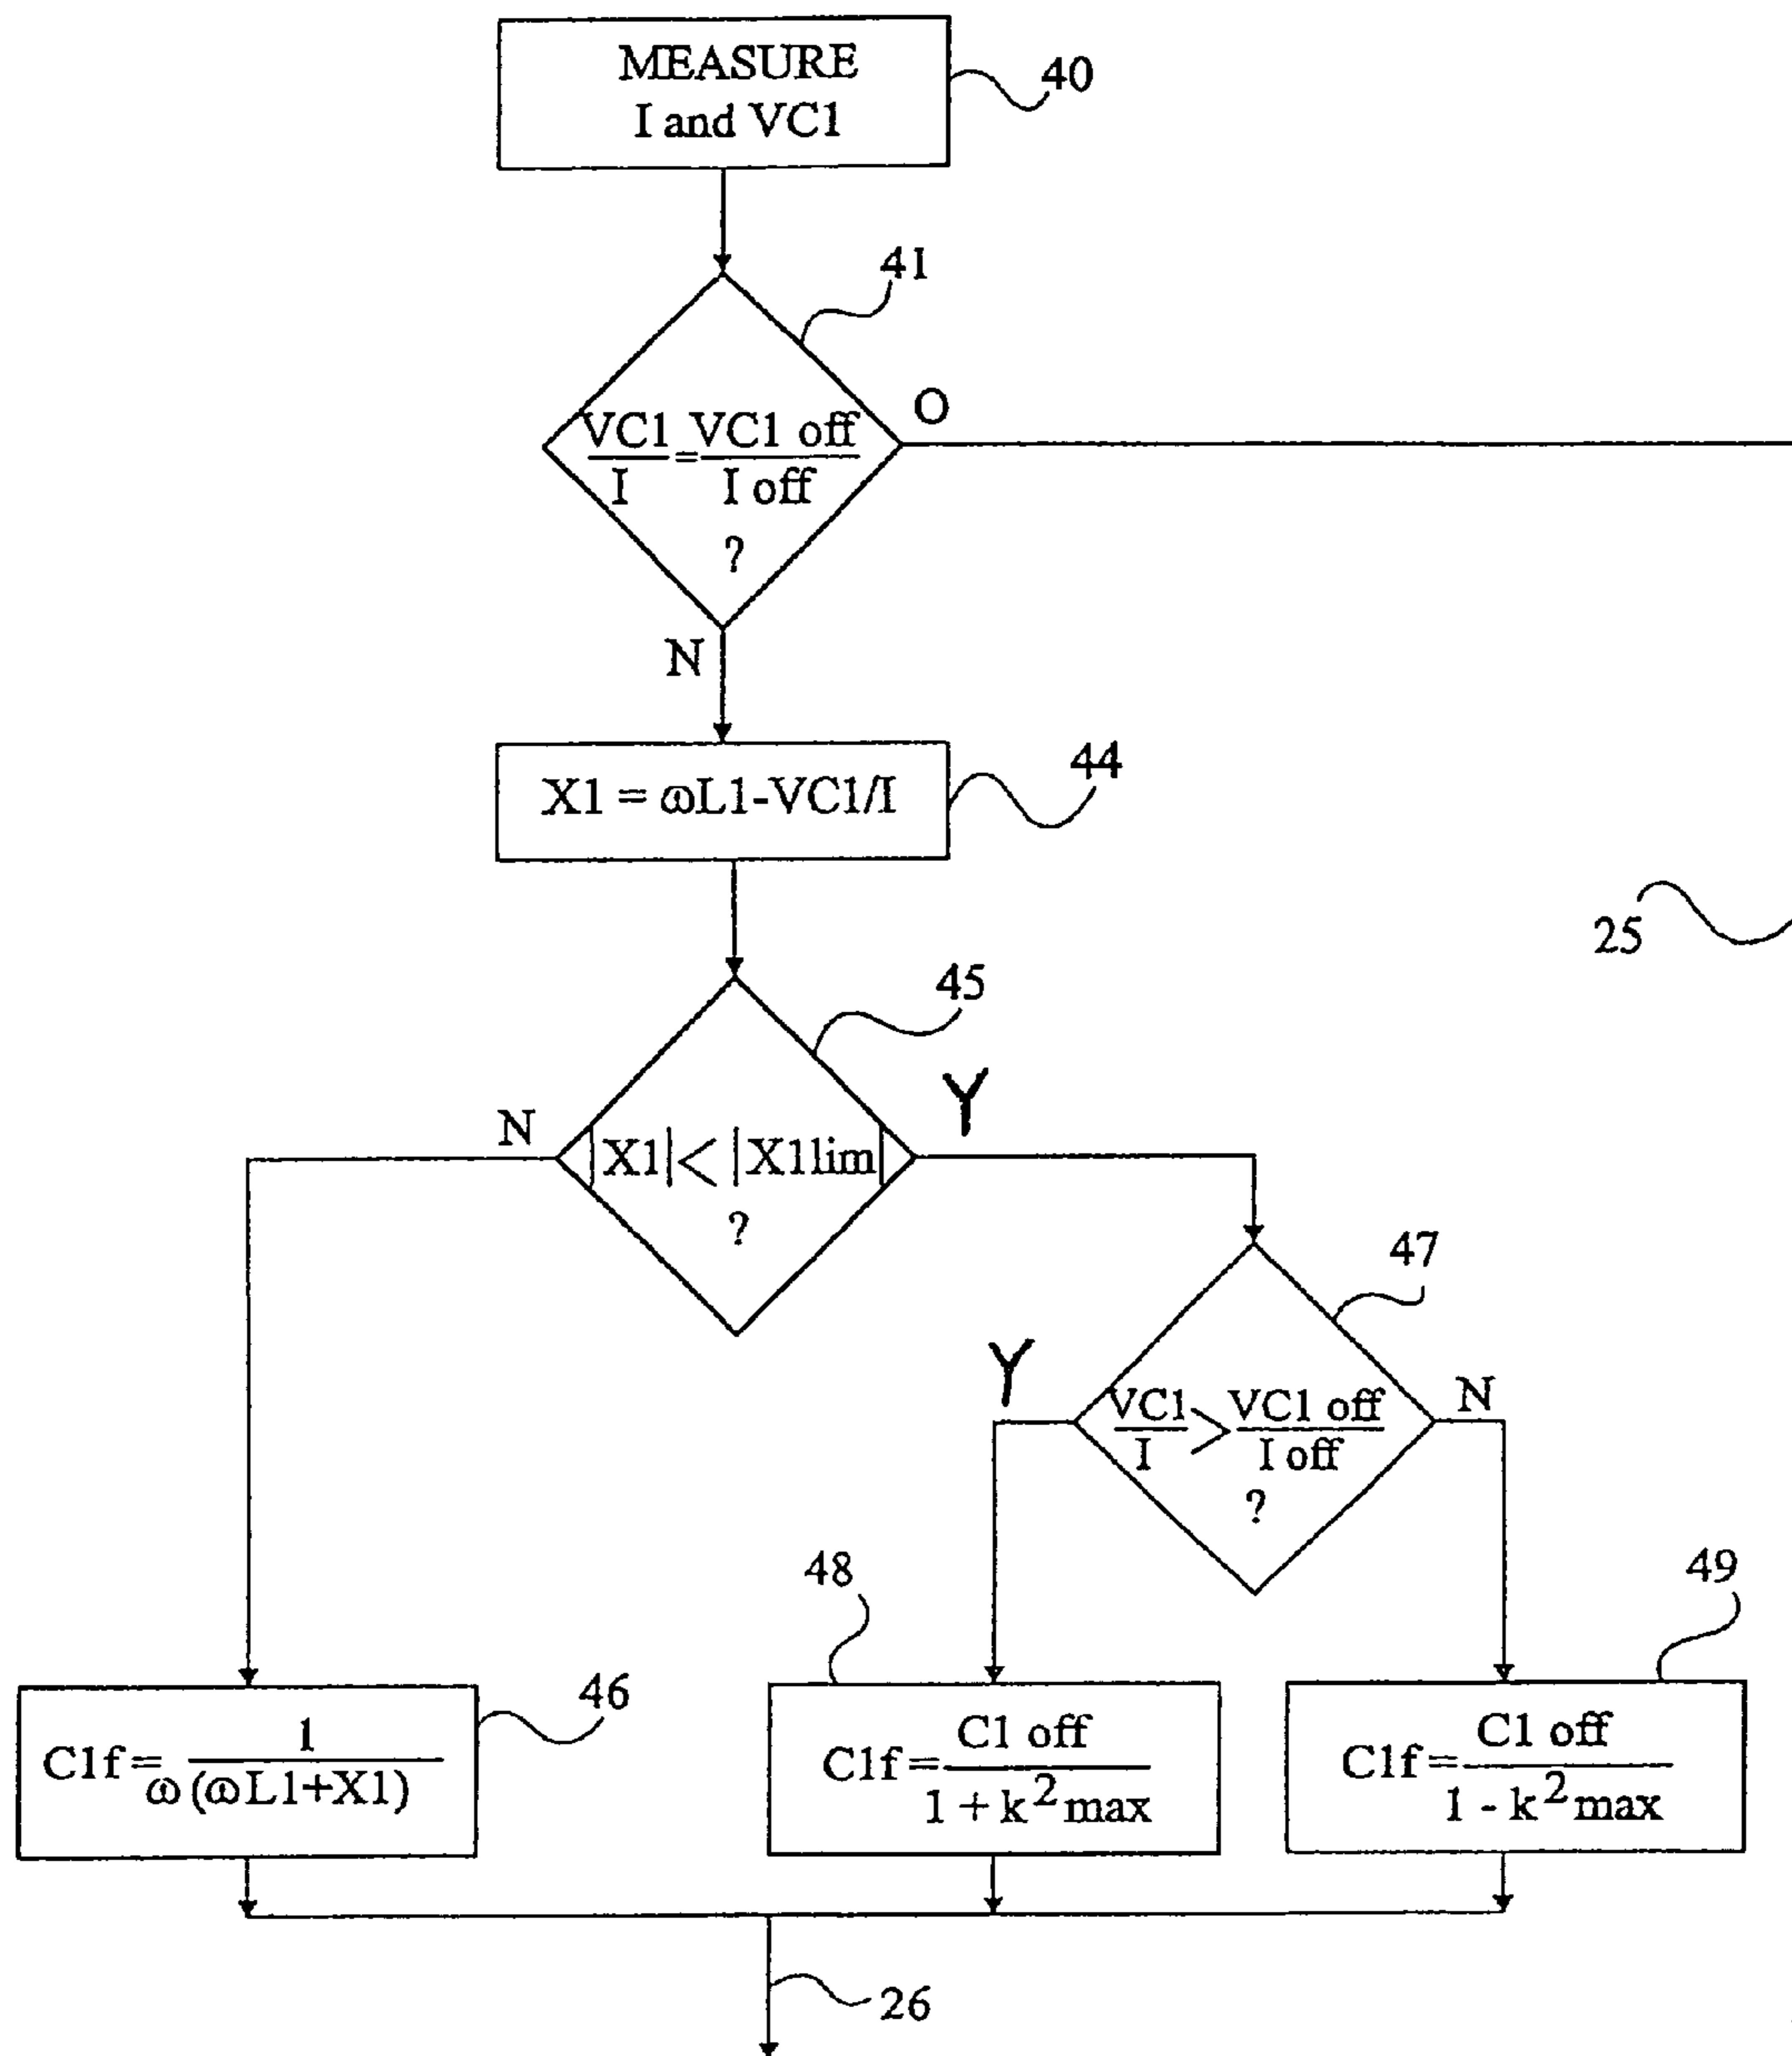 MEASURE
I and VC1
40
41
VC1/I = VC1 off/I off
?
O
N
X1 = ωL1-VC1/I
44
25
45
|X1| < |X1lim|
?
N
Y
47
VC1/I > VC1 off/I off
?
Y
N
48
49
46
C1f = 1/ω(ωL1+X1)
C1f = C1 off/1 + k²max
C1f = C1 off/1 - k²max
26